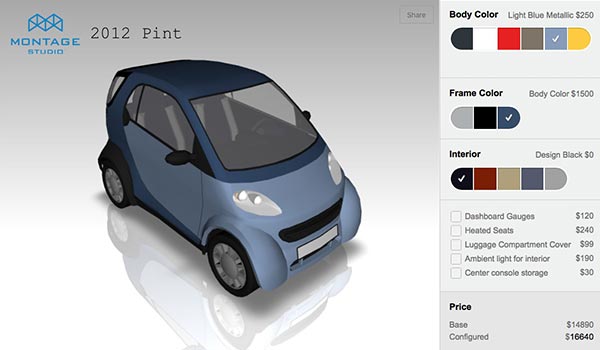 MONTAGE
STUDIO
2012 Pint
Share
Body Color Light Blue Metallic $250
Frame Color Body Color $1500
Interior Design Black $0
Dashboard Gauges $120
Heated Seats $240
Luggage Compartment Cover $99
Ambient light for interior $190
Center console storage $30
Price
Base $14890
Configured $16640